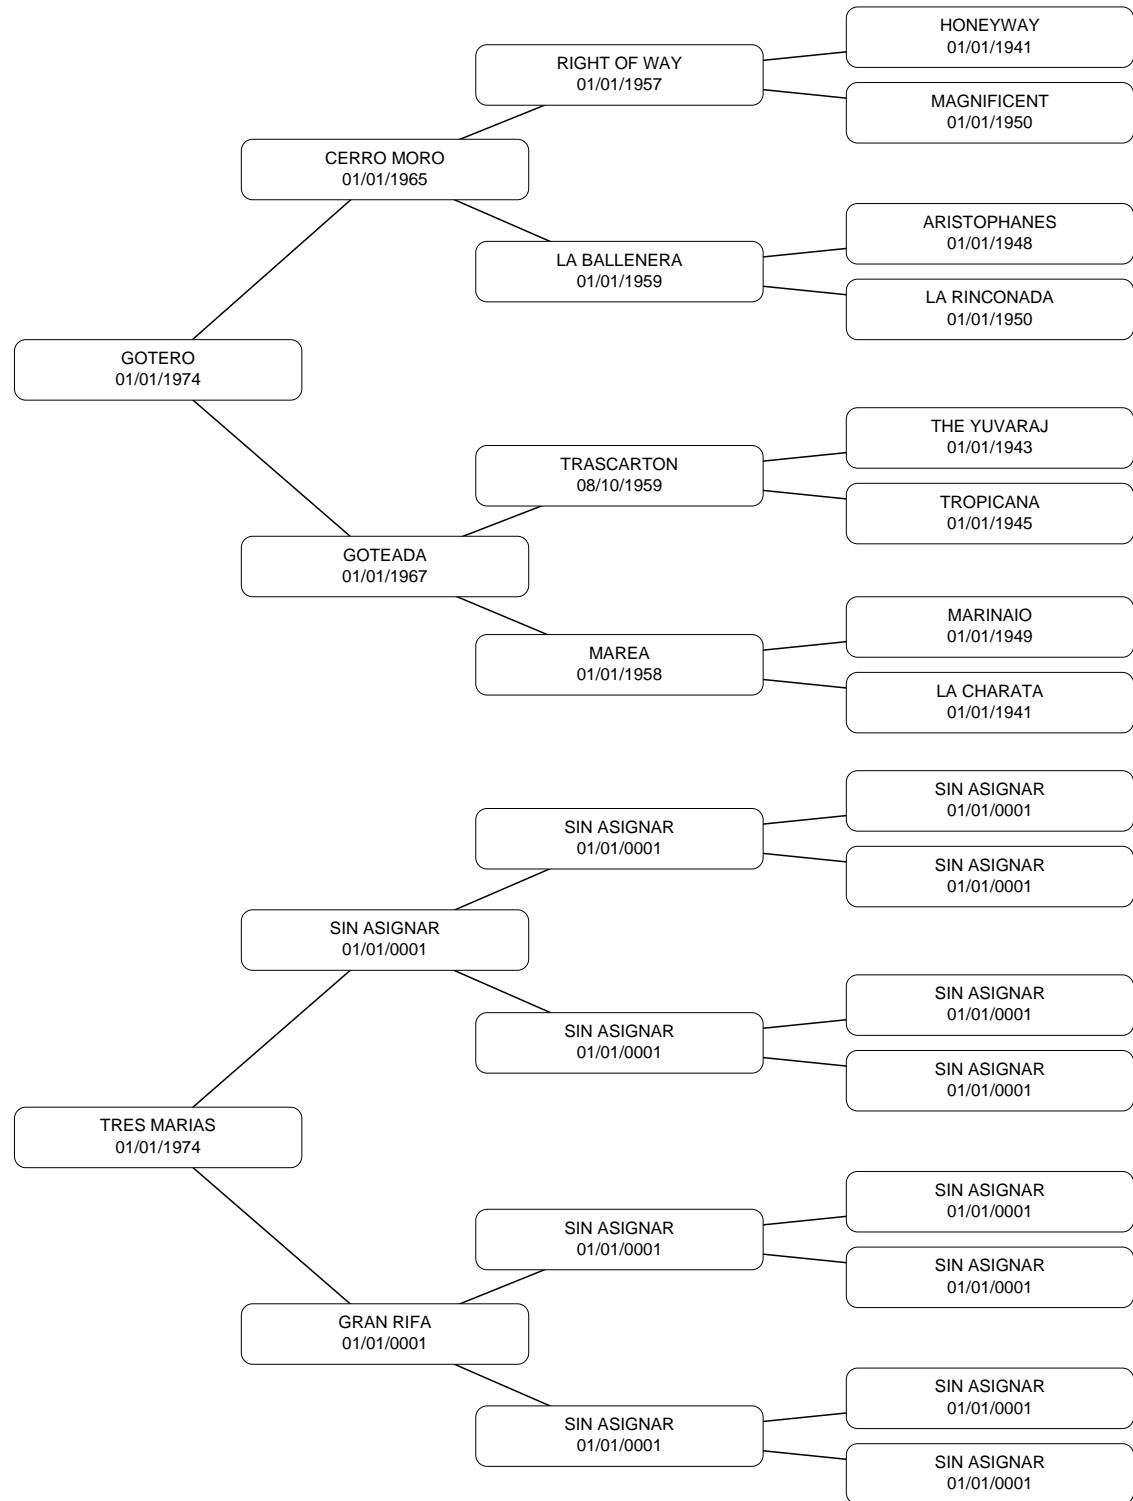 HONEYWAY
01/01/1941
RIGHT OF WAY
01/01/1957
MAGNIFICENT
01/01/1950
CERRO MORO
01/01/1965
ARISTOPHANES
01/01/1948
LA BALLENERA
01/01/1959
LA RINCONADA
01/01/1950
GOTERO
01/01/1974
THE YUVARAJ
01/01/1943
TRASCARTON
08/10/1959
TROPICANA
01/01/1945
GOTEADA
01/01/1967
MARINAIO
01/01/1949
MAREA
01/01/1958
LA CHARATA
01/01/1941
SIN ASIGNAR
01/01/0001
SIN ASIGNAR
01/01/0001
SIN ASIGNAR
01/01/0001
SIN ASIGNAR
01/01/0001
SIN ASIGNAR
01/01/0001
SIN ASIGNAR
01/01/0001
SIN ASIGNAR
01/01/0001
TRES MARIAS
01/01/1974
SIN ASIGNAR
01/01/0001
SIN ASIGNAR
01/01/0001
SIN ASIGNAR
01/01/0001
GRAN RIFA
01/01/0001
SIN ASIGNAR
01/01/0001
SIN ASIGNAR
01/01/0001
SIN ASIGNAR
01/01/0001